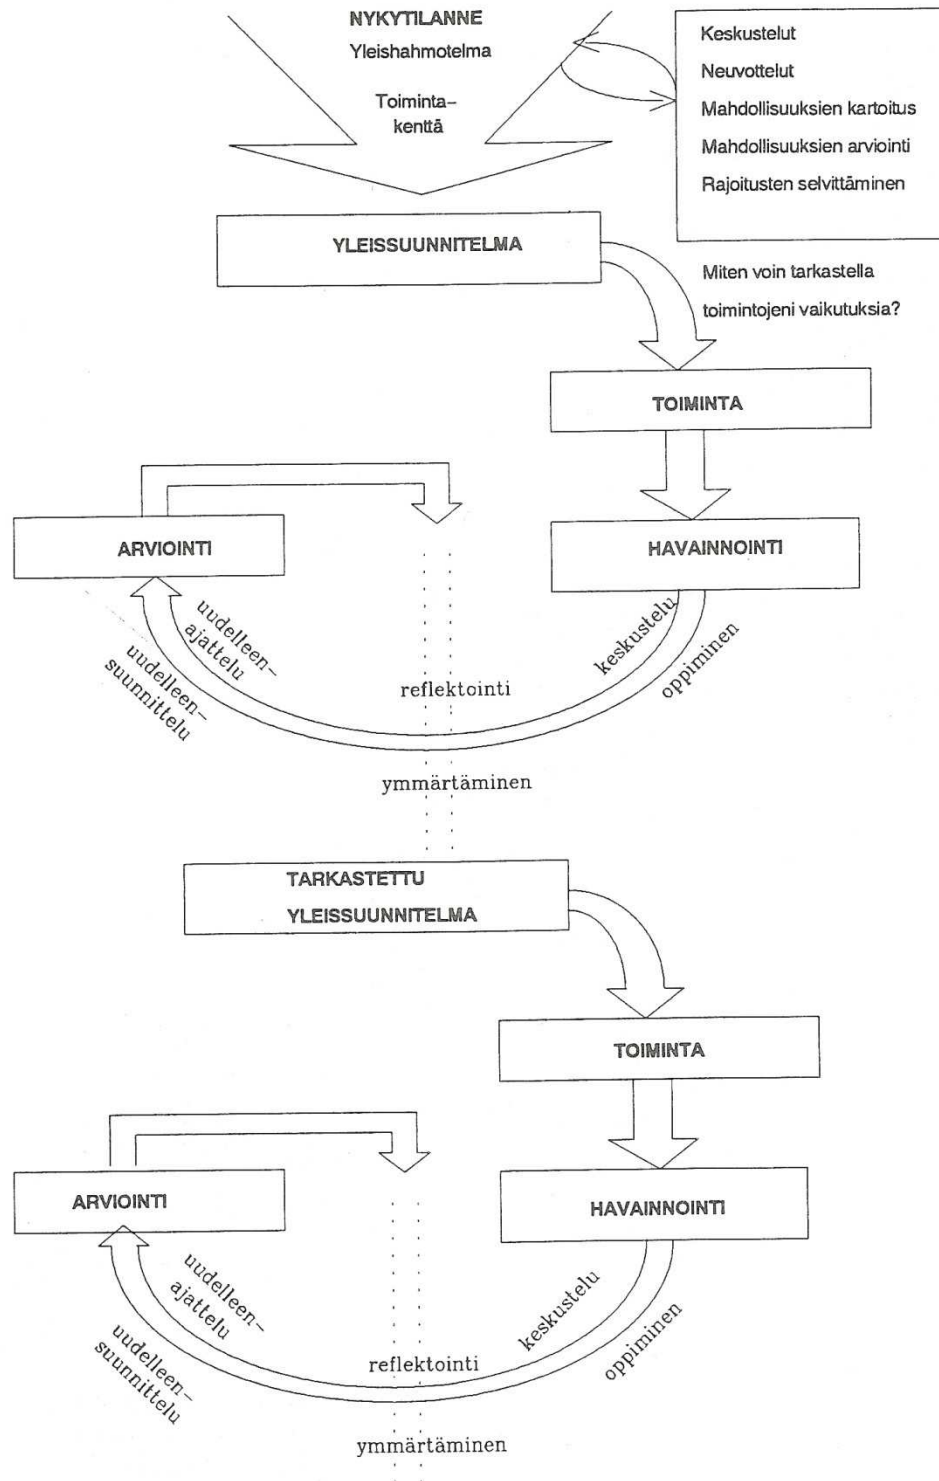 NYKYTILANNE
Yleishahmotelma
Toiminta–
kenttä
Keskustelut
Neuvottelut
Mahdollisuuksien kartoitus
Mahdollisuuksien arviointi
Rajoitusten selvittäminen
YLEISSUUNNITELMA
Miten voin tarkastella
toimintojeni vaikutuksia?
TOIMINTA
ARVIOINTI
HAVAINNOINTI
uudelleen–
ajattelu
uudelleen–
suunnittelu
reflektointi
keskustelu
oppiminen
ymmärtäminen
TARKASTETTU
YLEISSUUNNITELMA
TOIMINTA
ARVIOINTI
HAVAINNOINTI
uudelleen–
ajattelu
uudelleen–
suunnittelu
reflektointi
keskustelu
oppiminen
ymmärtäminen